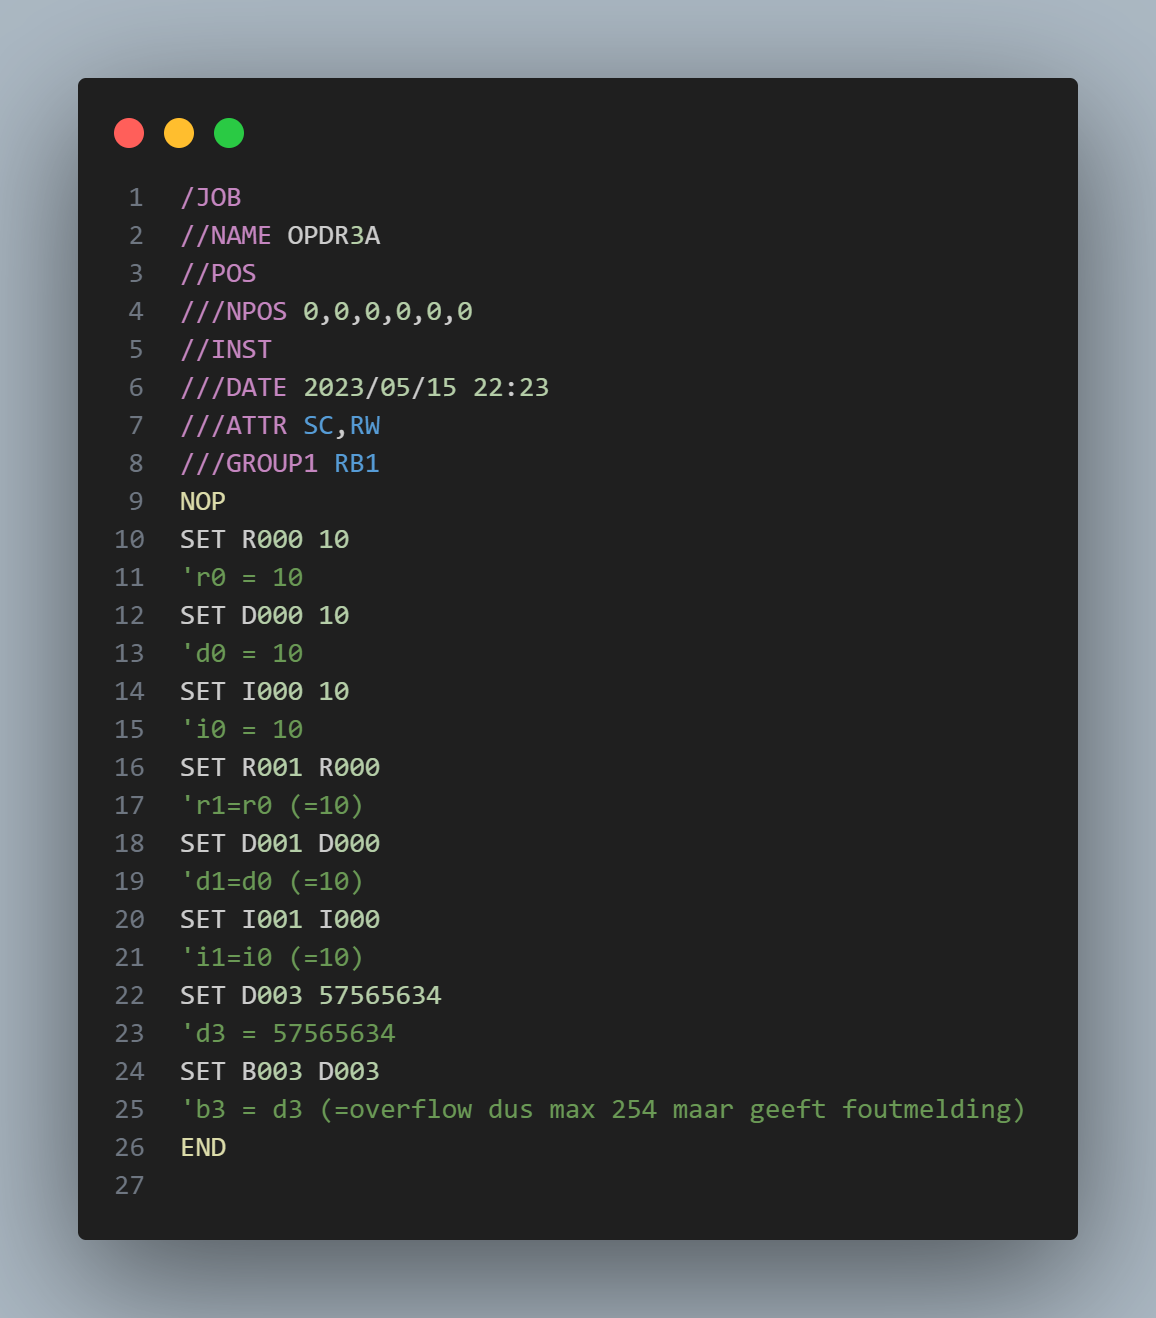 1 /JOB
2 //NAME OPDR3A
3 //POS
4 ///NPOS 0,0,0,0,0,0
5 //INST
6 ///DATE 2023/05/15 22:23
7 ///ATTR SC,RW
8 ///GROUP1 RB1
9 NOP
10 SET R000 10
11 'r0 = 10
12 SET D000 10
13 'd0 = 10
14 SET I000 10
15 'i0 = 10
16 SET R001 R000
17 'r1=r0 (=10)
18 SET D001 D000
19 'd1=d0 (=10)
20 SET I001 I000
21 'i1=i0 (=10)
22 SET D003 57565634
23 'd3 = 57565634
24 SET B003 D003
25 'b3 = d3 (=overflow dus max 254 maar geeft foutmelding)
26 END
27